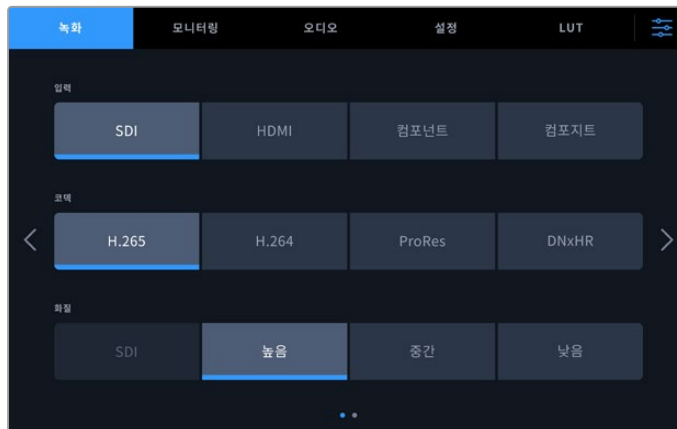 녹화 모니터링 오디오 설정 LUT
입력
SDI HDMI 컴포넌트 컴포지트
코덱
H.265 H.264 ProRes DNxHR
화질
SDI 높음 중간 낮음